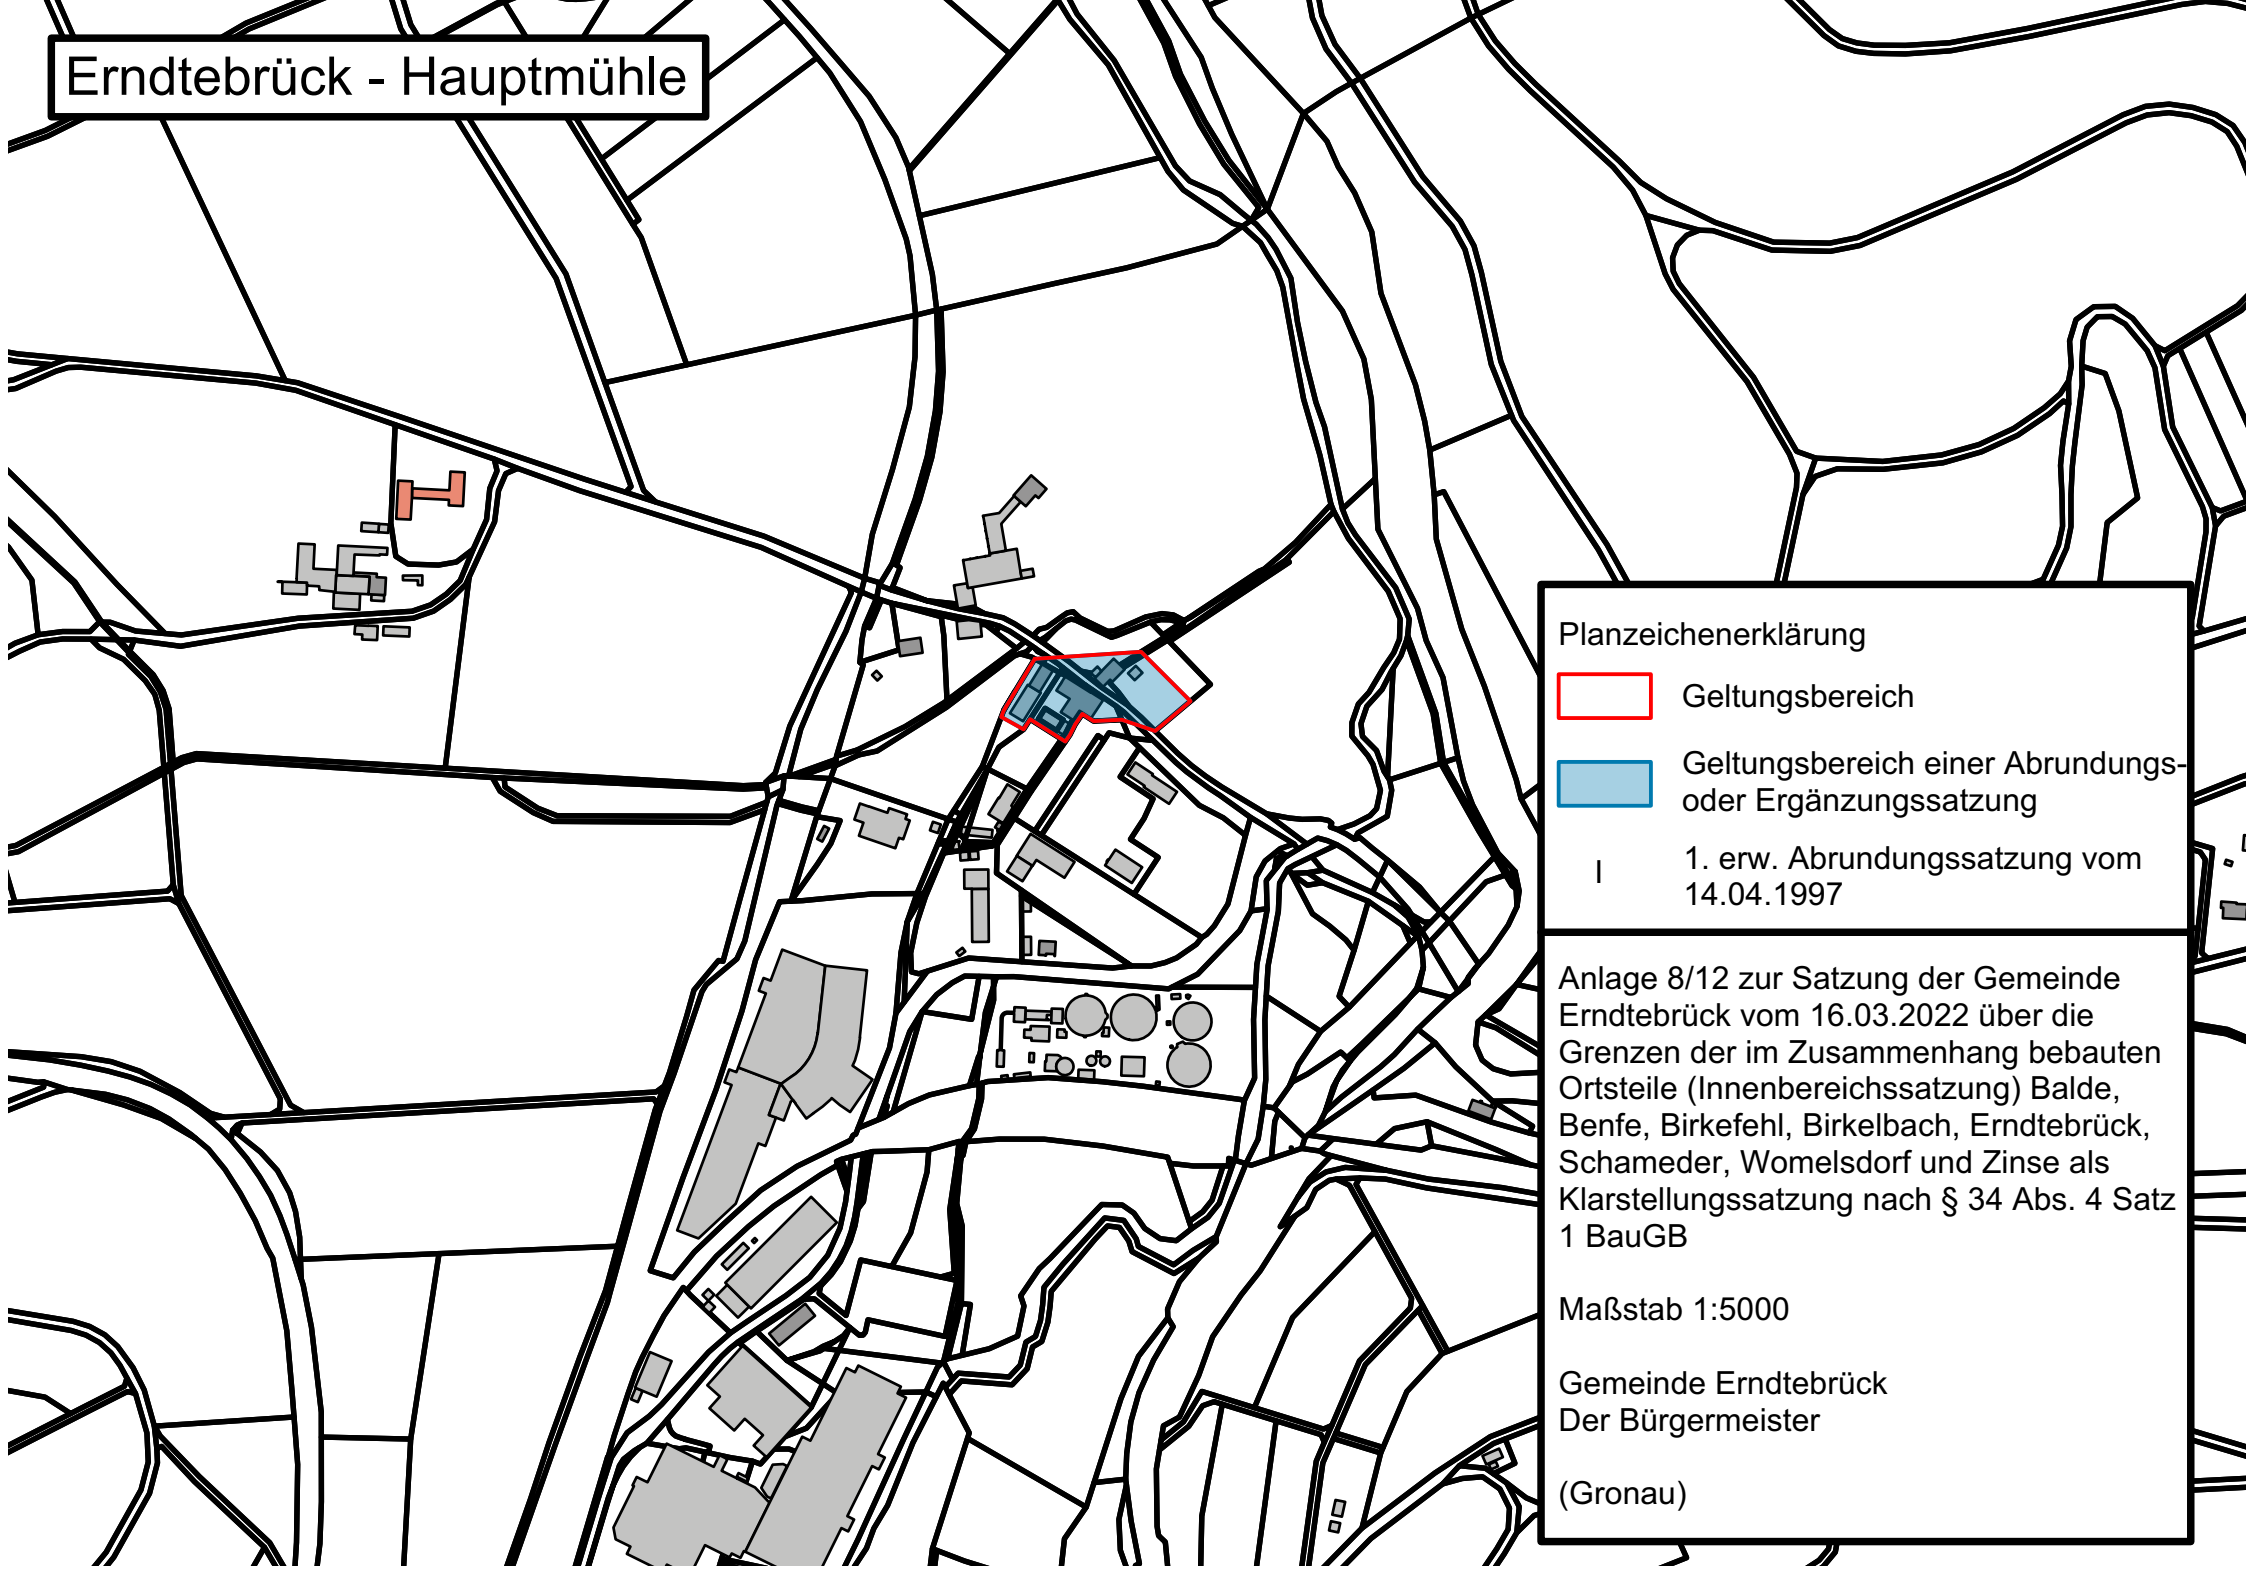 Erndtebrück - Hauptmühle
Planzeichenerklärung
Geltungsbereich
Geltungsbereich einer Abrundungs-
oder Ergänzungssatzung
I 1. erw. Abrundungssatzung vom
14.04.1997
Anlage 8/12 zur Satzung der Gemeinde
Erndtebrück vom 16.03.2022 über die
Grenzen der im Zusammenhang bebauten
Ortsteile (Innenbereichssatzung) Balde,
Benfe, Birkefehl, Birkelbach, Erndtebrück,
Schameder, Womelsdorf und Zinse als
Klarstellungssatzung nach § 34 Abs. 4 Satz
1 BauGB
Maßstab 1:5000
Gemeinde Erndtebrück
Der Bürgermeister
(Gronau)